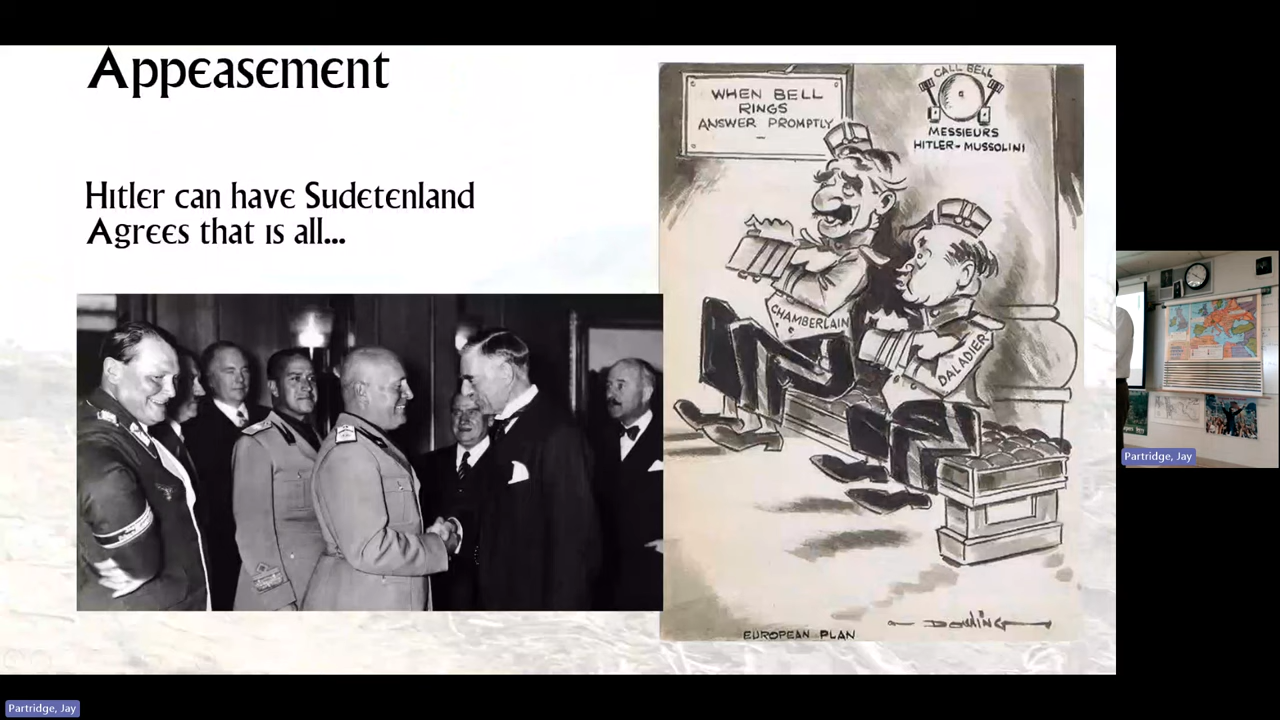 Appeasement
Hitler can have Sudetenland
Agrees that is all...
WHEN BELL
RINGS
ANSWER PROMPTLY
CALL BELL
MESSIEURS
HITLER-MUSSOLINI
CHAMBERLAIN
DALADIER
EUROPEAN PLAN
Partridge, Jay
Partridge, Jay